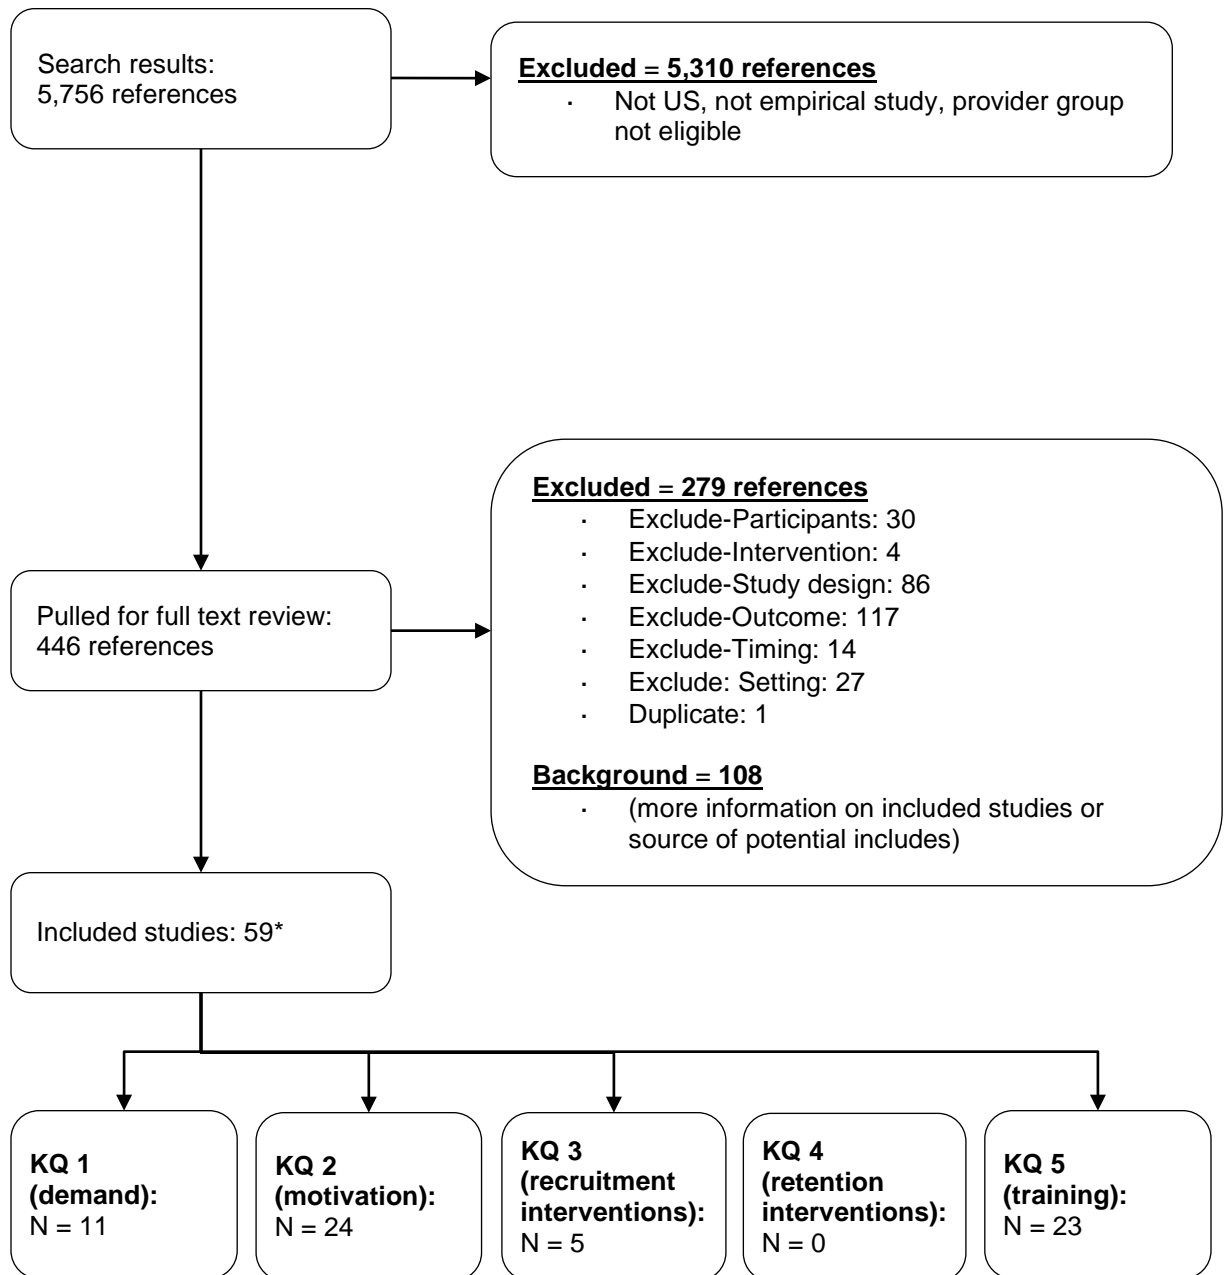 Search results:
5,756 references
Excluded = 5,310 references
· Not US, not empirical study, provider group
not eligible
Excluded = 279 references
· Exclude-Participants: 30
· Exclude-Intervention: 4
· Exclude-Study design: 86
· Exclude-Outcome: 117
· Exclude-Timing: 14
· Exclude: Setting: 27
· Duplicate: 1
Background = 108
· (more information on included studies or
source of potential includes)
Pulled for full text review:
446 references
Included studies: 59*
KQ 1
(demand):
N = 11
KQ 2
(motivation):
N = 24
KQ 3
(recruitment
interventions):
N = 5
KQ 4
(retention
interventions):
N = 0
KQ 5
(training):
N = 23